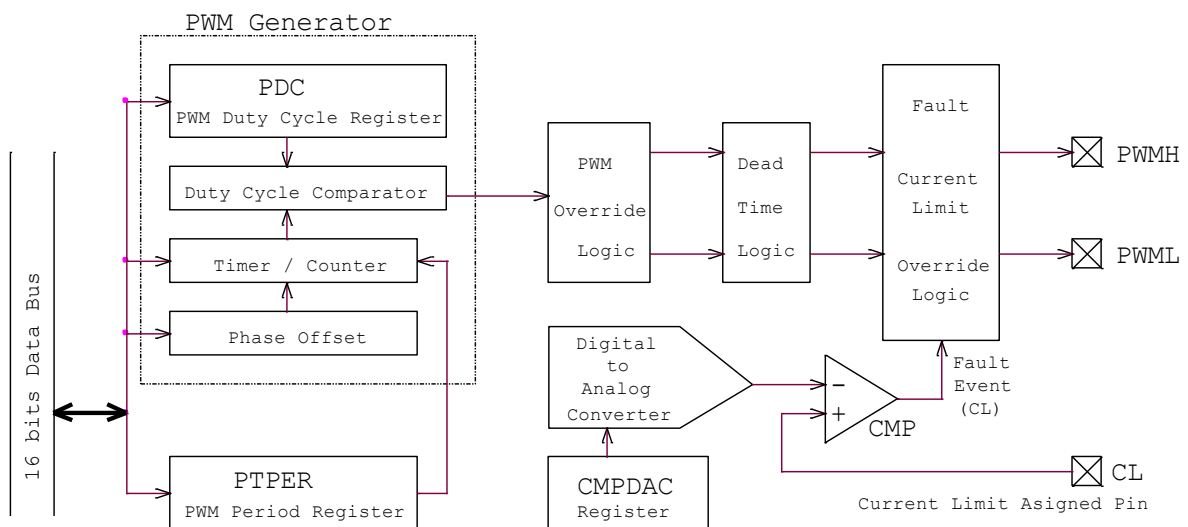 PWM Generator
PDC
PWM Duty Cycle Register
Duty Cycle Comparator
Timer / Counter
Phase Offset
16 bits Data Bus
PTPER
PWM Period Register
PWM
Override
Logic
Dead
Time
Logic
Fault
Current
Limit
Override
Logic
PWMH
PWML
Digital
to
Analog
Converter
CMPDAC
Register
-
+
CMP
Fault
Event
(CL)
CL
Current Limit Asigned Pin